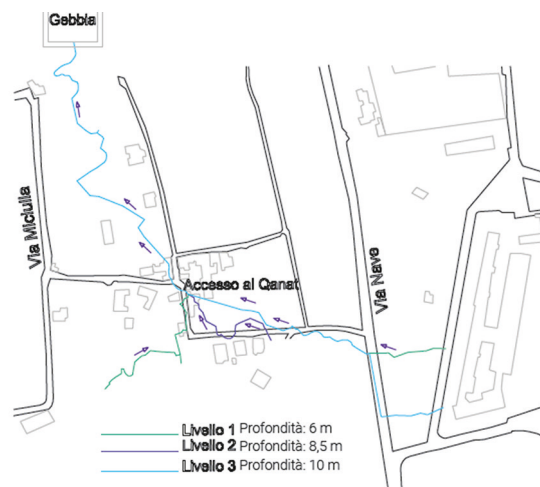 Gebbia
Via Miciulla
Accesso al Qanat
Via Nave
Livello 1 Profondità: 6 m
Livello 2 Profondità: 8,5 m
Livello 3 Profondità: 10 m